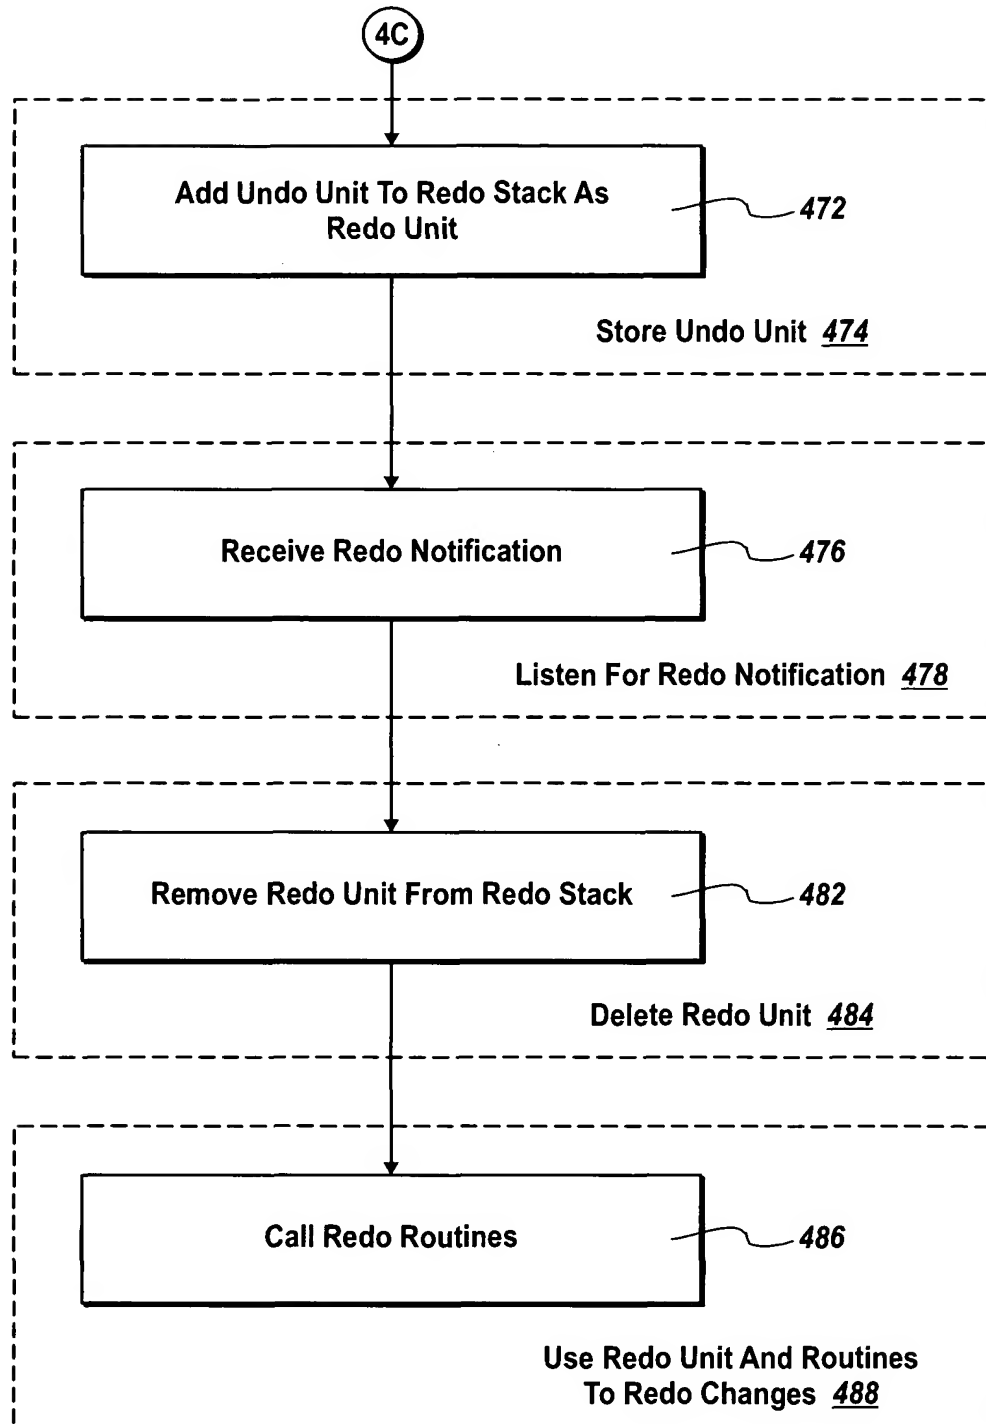 4C
Add Undo Unit To Redo Stack As
Redo Unit
472
Store Undo Unit 474
Receive Redo Notification
476
Listen For Redo Notification 478
Remove Redo Unit From Redo Stack
482
Delete Redo Unit 484
Call Redo Routines
486
Use Redo Unit And Routines
To Redo Changes 488